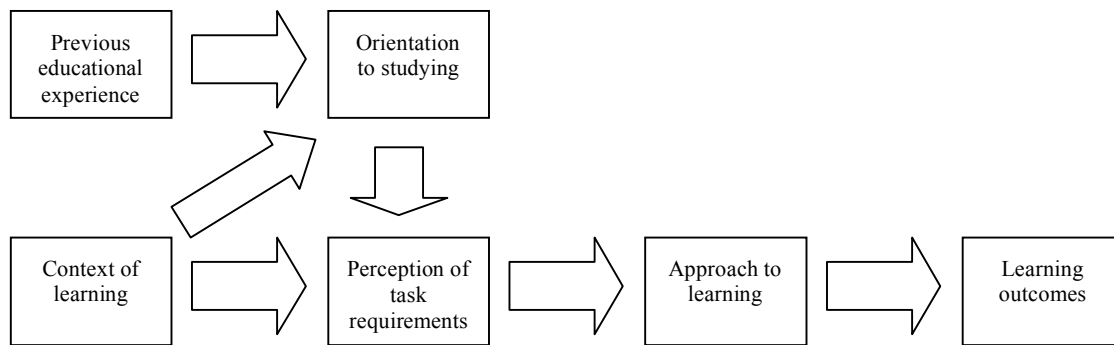 Previous
educational
experience
Orientation
to studying
Context of
learning
Perception of
task
requirements
Approach to
learning
Learning
outcomes